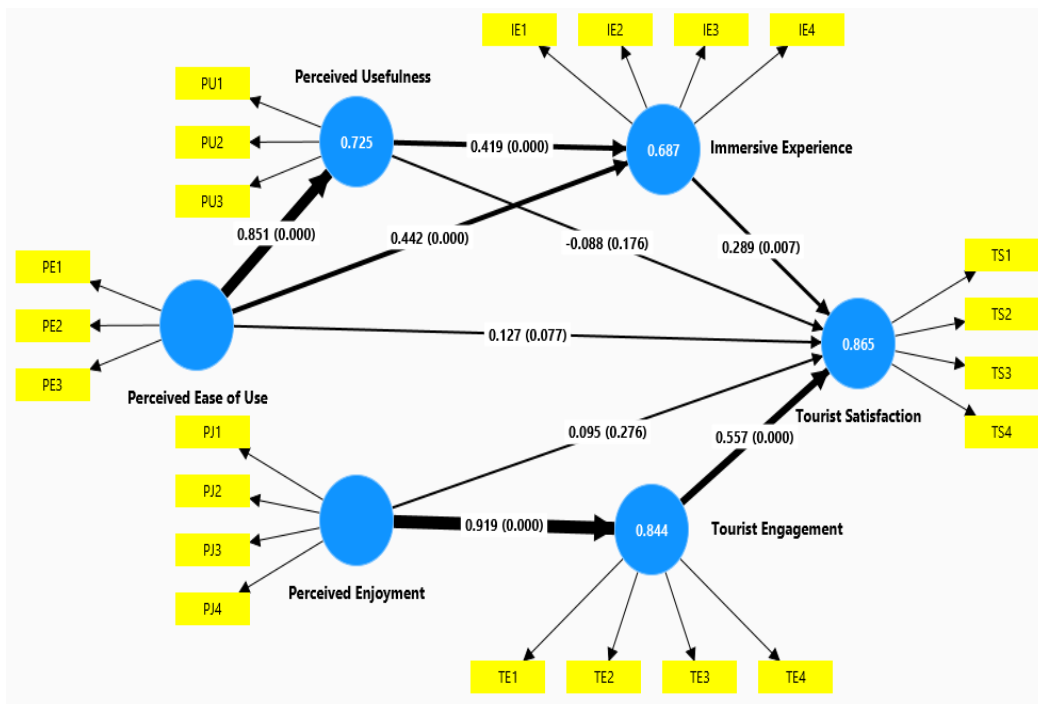 IE1
IE2
IE3
IE4
Perceived Usefulness
PU1
PU2
PU3
0.725
0.419 (0.000)
0.687
Immersive Experience
0.851 (0.000)
0.442 (0.000)
-0.088 (0.176)
0.289 (0.007)
PE1
PE2
PE3
TS1
TS2
TS3
TS4
0.127 (0.077)
0.865
Perceived Ease of Use
Tourist Satisfaction
PJ1
PJ2
PJ3
PJ4
0.095 (0.276)
0.557 (0.000)
0.919 (0.000)
0.844
Tourist Engagement
Perceived Enjoyment
TE1
TE2
TE3
TE4